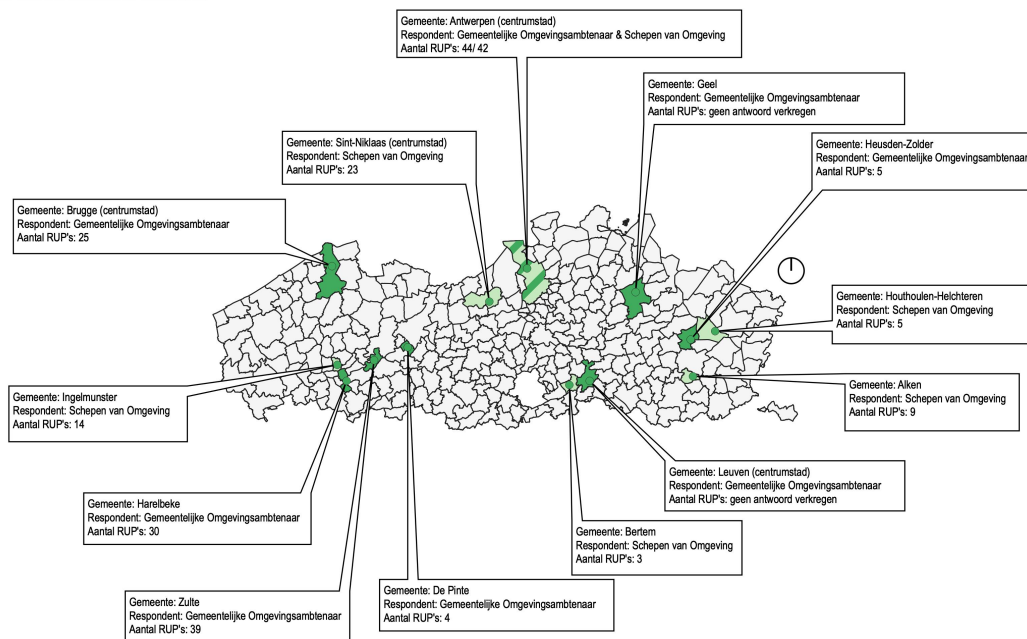 Gemeente: Antwerpen (centrumstad)
Respondent: Gemeentelijke Omgevingsambtenaar & Schepen van Omgeving
Aantal RUP's: 44/ 42
Gemeente: Geel
Respondent: Gemeentelijke Omgevingsambtenaar
Aantal RUP's: geen antwoord verkregen
Gemeente: Sint-Niklaas (centrumstad)
Respondent: Schepen van Omgeving
Aantal RUP's: 23
Gemeente: Heusden-Zolder
Respondent: Gemeentelijke Omgevingsambtenaar
Aantal RUP's: 5
Gemeente: Brugge (centrumstad)
Respondent: Gemeentelijke Omgevingsambtenaar
Aantal RUP's: 25
Gemeente: Houthoulen-Helchteren
Respondent: Schepen van Omgeving
Aantal RUP's: 5
Gemeente: Ingelmunster
Respondent: Schepen van Omgeving
Aantal RUP's: 14
Gemeente: Alken
Respondent: Schepen van Omgeving
Aantal RUP's: 9
Gemeente: Leuven (centrumstad)
Respondent: Gemeentelijke Omgevingsambtenaar
Aantal RUP's: geen antwoord verkregen
Gemeente: Harelbeke
Respondent: Gemeentelijke Omgevingsambtenaar
Aantal RUP's: 30
Gemeente: Bertem
Respondent: Schepen van Omgeving
Aantal RUP's: 3
Gemeente: De Pinte
Respondent: Gemeentelijke Omgevingsambtenaar
Aantal RUP's: 4
Gemeente: Zulte
Respondent: Gemeentelijke Omgevingsambtenaar
Aantal RUP's: 39